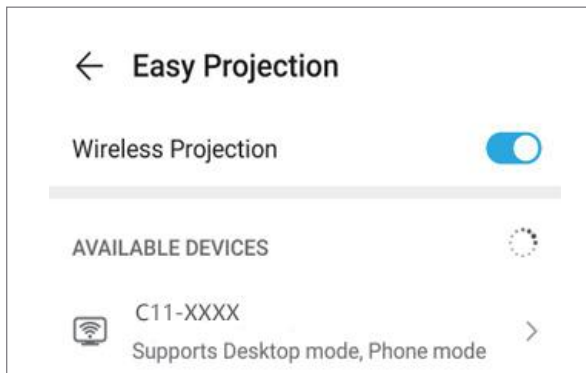 Easy Projection
Wireless Projection
AVAILABLE DEVICES
C11-XXXX
Supports Desktop mode, Phone mode